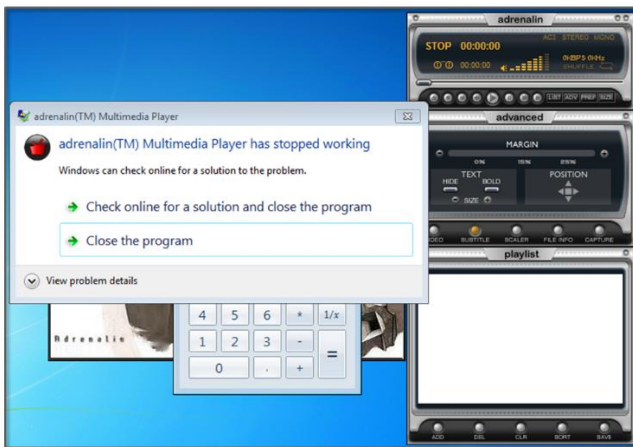 adrenalin
AC3 STEREO MONO
STOP 00:00:00
00:00:00
0KBPS 0kHz
SHUFFLE
LIST ADV PREF SIZE
adrenalin(TM) Multimedia Player
adrenalin(TM) Multimedia Player has stopped working
Windows can check online for a solution to the problem.
Check online for a solution and close the program
Close the program
View problem details
advanced
MARGIN
TEXT
POSITION
HIDE BOLD
SIZE
SUBTITLE SCALER FILE INFO CAPTURE
playlist
4 5 6 * 1/x
1 2 3 - =
0 . +
Adrenalin
ADD DEL CLR SORT SAVE